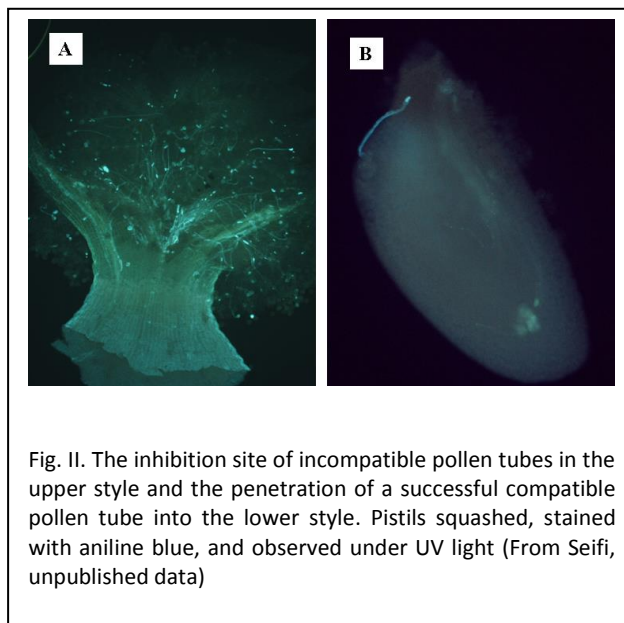 A
B
Fig. II. The inhibition site of incompatible pollen tubes in the
upper style and the penetration of a successful compatible
pollen tube into the lower style. Pistils squashed, stained
with aniline blue, and observed under UV light (From Seifi,
unpublished data)